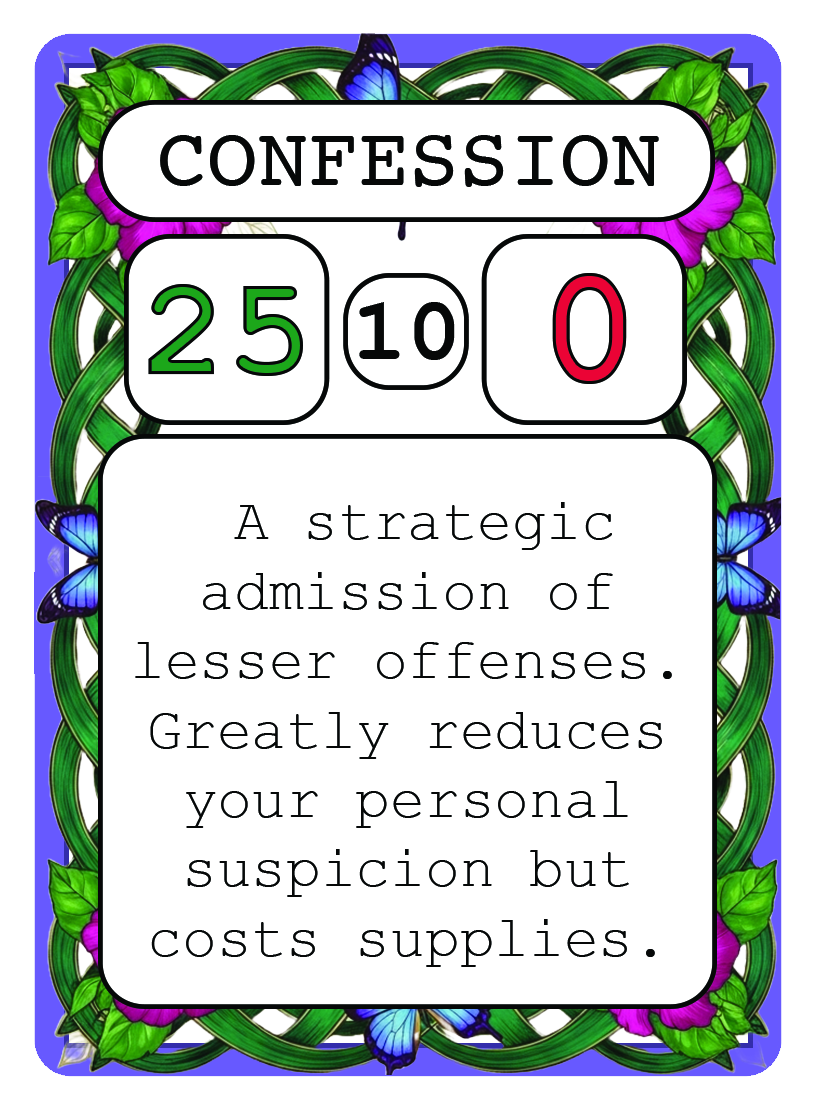 CONFESSION
25 10 0
A strategic
admission of
lesser offenses.
Greatly reduces
your personal
suspicion but
costs supplies.